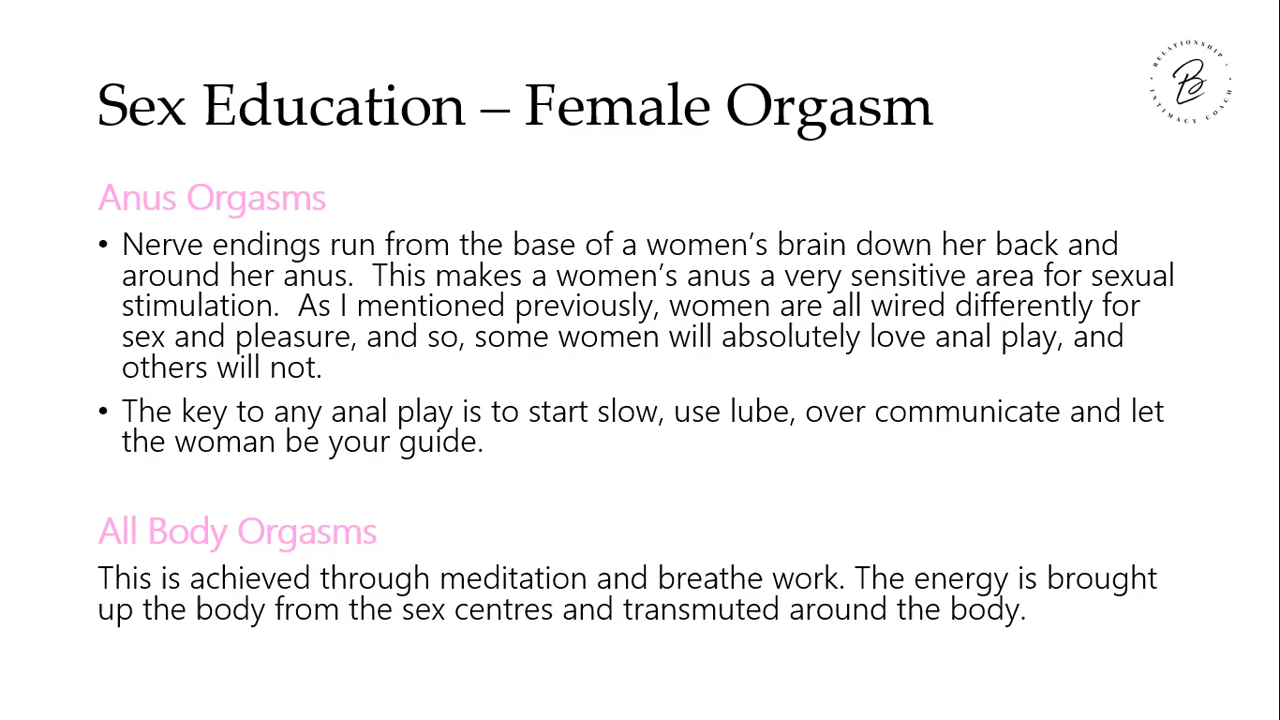 RELATIONSHIP
B
INTIMACY COACH
Sex Education – Female Orgasm
Anus Orgasms
• Nerve endings run from the base of a women’s brain down her back and
around her anus.  This makes a women’s anus a very sensitive area for sexual
stimulation.  As I mentioned previously, women are all wired differently for
sex and pleasure, and so, some women will absolutely love anal play, and
others will not.
• The key to any anal play is to start slow, use lube, over communicate and let
the woman be your guide.
All Body Orgasms
This is achieved through meditation and breathe work. The energy is brought
up the body from the sex centres and transmuted around the body.